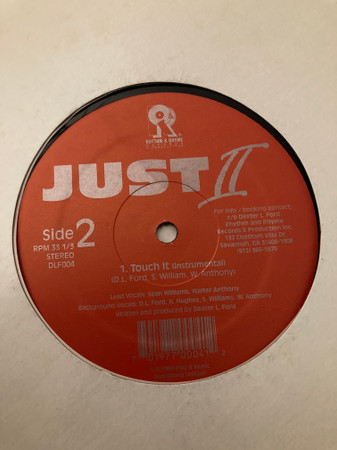 R
RHYTHM & RHYME
JUST II
Side 2
RPM 33 1/3
STEREO
DLF004
For info / booking contact:
c/o Dexter L. Ford
Rhythm and Rhyme
Records & Production Inc.
Savannah, GA
1. Touch It (Instrumental)
(D.L. Ford, S. William, W. Anthony)
Lead Vocals: Sean Williams, Walter Anthony
Background Vocals: D.L. Ford, K. Hughes, S. Williams, W. Anthony
written and produced by Dexter L. Ford